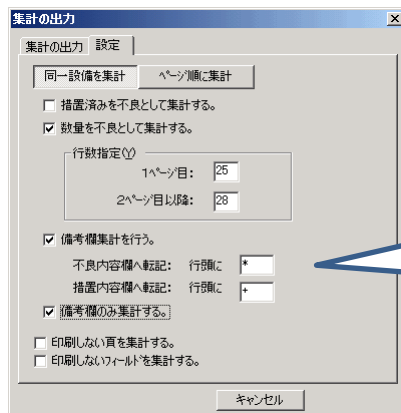 集計の出力
集計の出力 設定
同一設備を集計 ﾍﾟｰｼﾞ順に集計
措置済みを不良として集計する。
数量を不良として集計する。
行数指定(Y)
1ﾍﾟｰｼﾞ目: 25
2ﾍﾟｰｼﾞ目以降: 28
備考欄集計を行う。
不良内容欄へ転記: 行頭に *
措置内容欄へ転記: 行頭に +
備考欄のみ集計する。
印刷しない頁を集計する。
印刷しないﾌｨｰﾙﾄﾞを集計する。
キャンセル